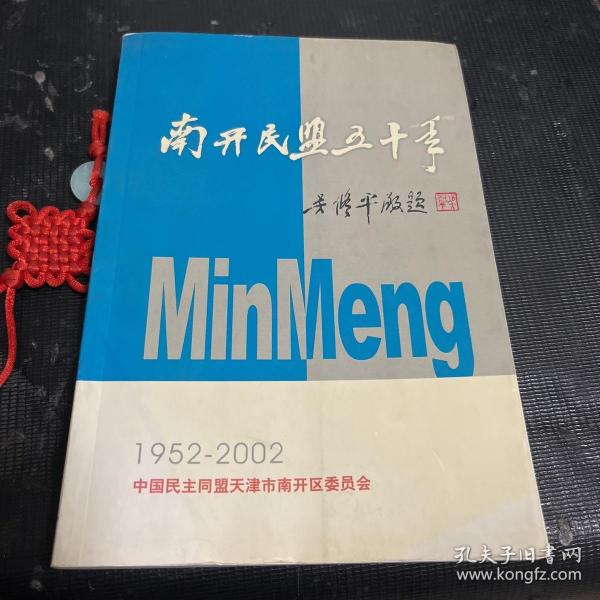 南开民盟五十年
吴修平敬题
MinMeng
1952-2002
中国民主同盟天津市南开区委员会
孔夫子旧书网
www.kongfz.com